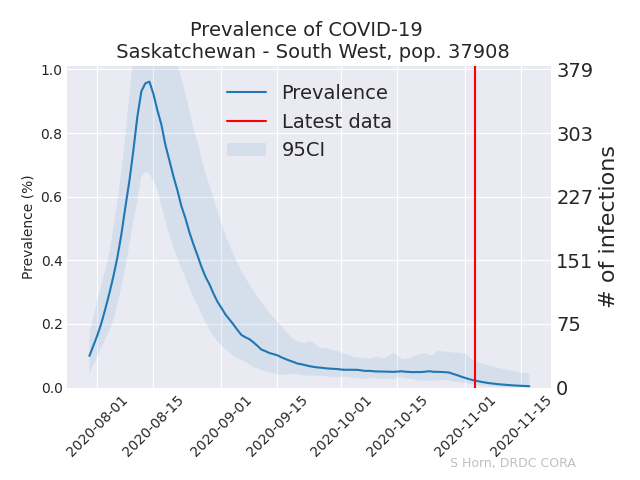 Prevalence of COVID-19
Saskatchewan - South West, pop. 37908
Prevalence
Latest data
95CI
Prevalence (%)
1.0
0.8
0.6
0.4
0.2
0.0
379
303
227
151
75
0
# of infections
2020-08-01
2020-08-15
2020-09-01
2020-09-15
2020-10-01
2020-10-15
2020-11-01
2020-11-15
S Horn, DRDC CORA